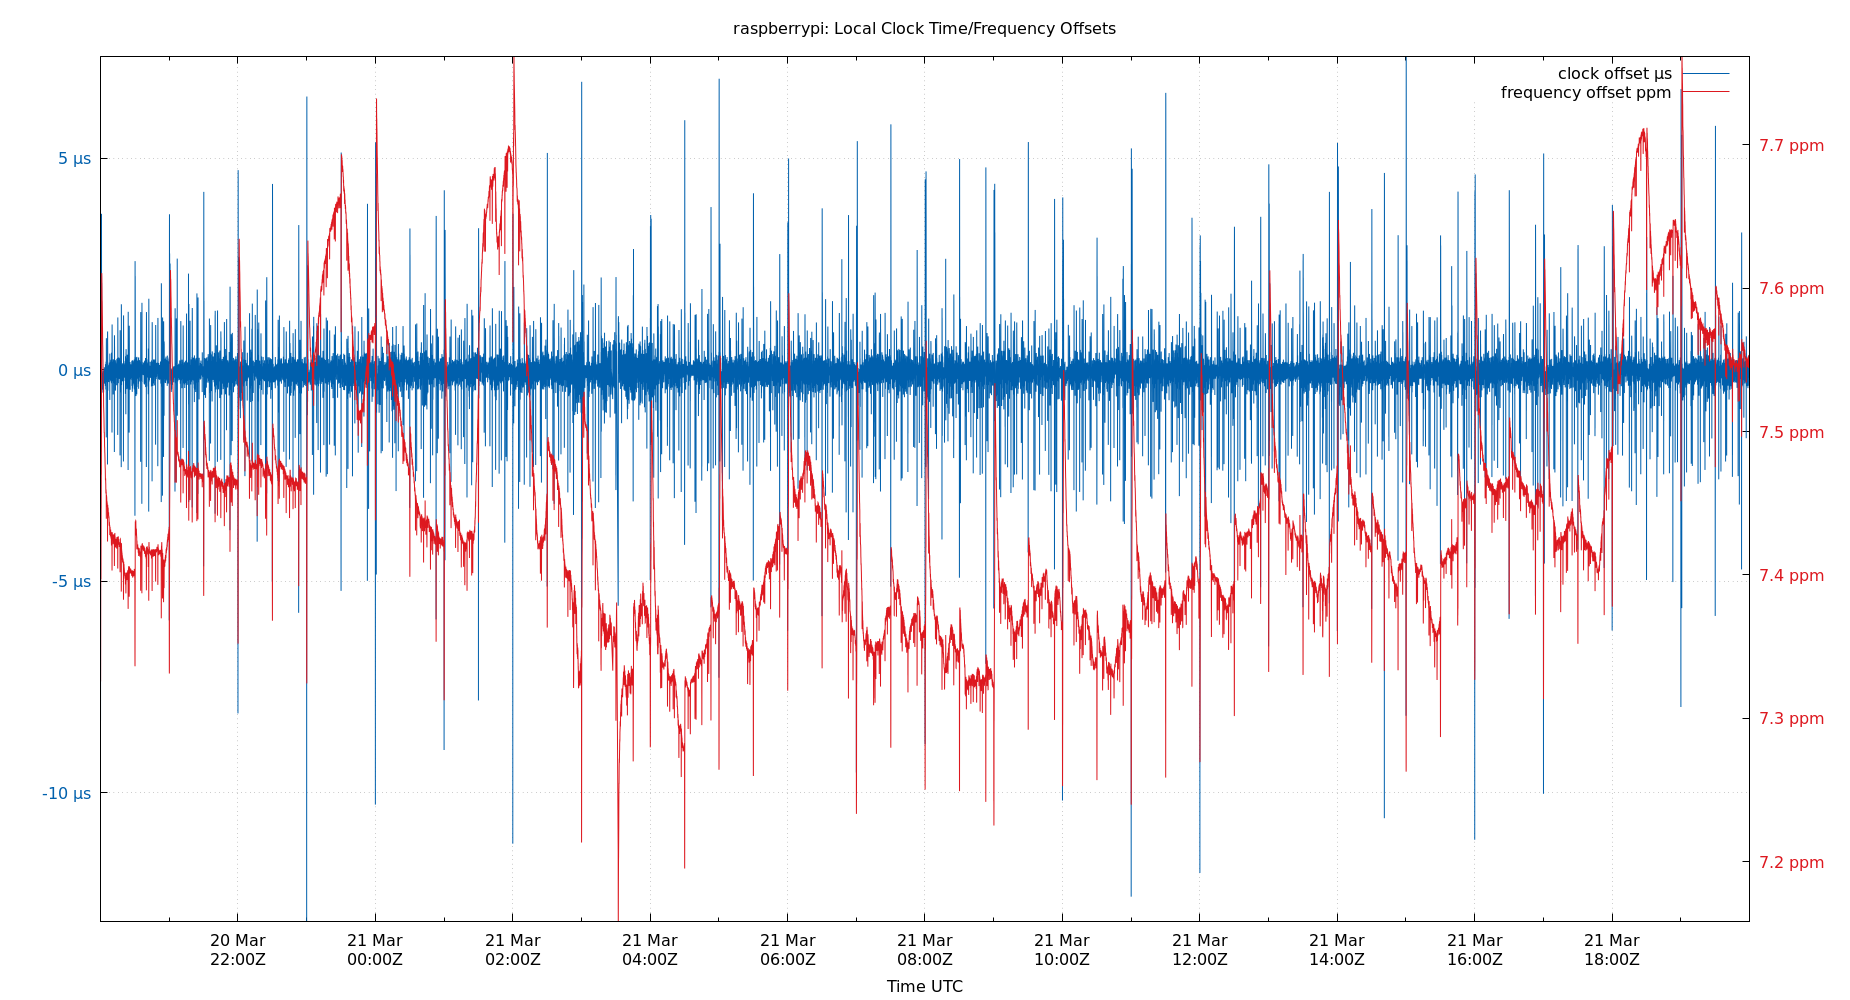 raspberrypi: Local Clock Time/Frequency Offsets
clock offset µs
frequency offset ppm
5 µs
0 µs
-5 µs
-10 µs
7.7 ppm
7.6 ppm
7.5 ppm
7.4 ppm
7.3 ppm
7.2 ppm
20 Mar 21 Mar 21 Mar 21 Mar 21 Mar 21 Mar 21 Mar 21 Mar 21 Mar 21 Mar 21 Mar
22:00Z 00:00Z 02:00Z 04:00Z 06:00Z 08:00Z 10:00Z 12:00Z 14:00Z 16:00Z 18:00Z
Time UTC